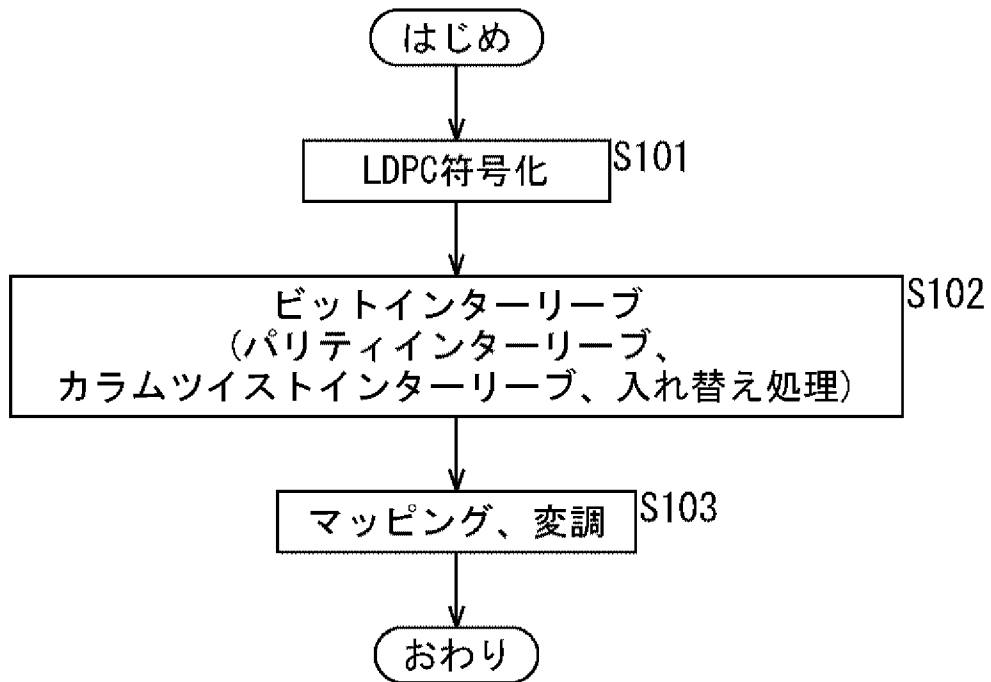 はじめ
LDPC符号化
S101
ビットインターリーブ
(パリティインターリーブ、
カラムツイストインターリーブ、入れ替え処理)
S102
マッピング、変調
S103
おわり